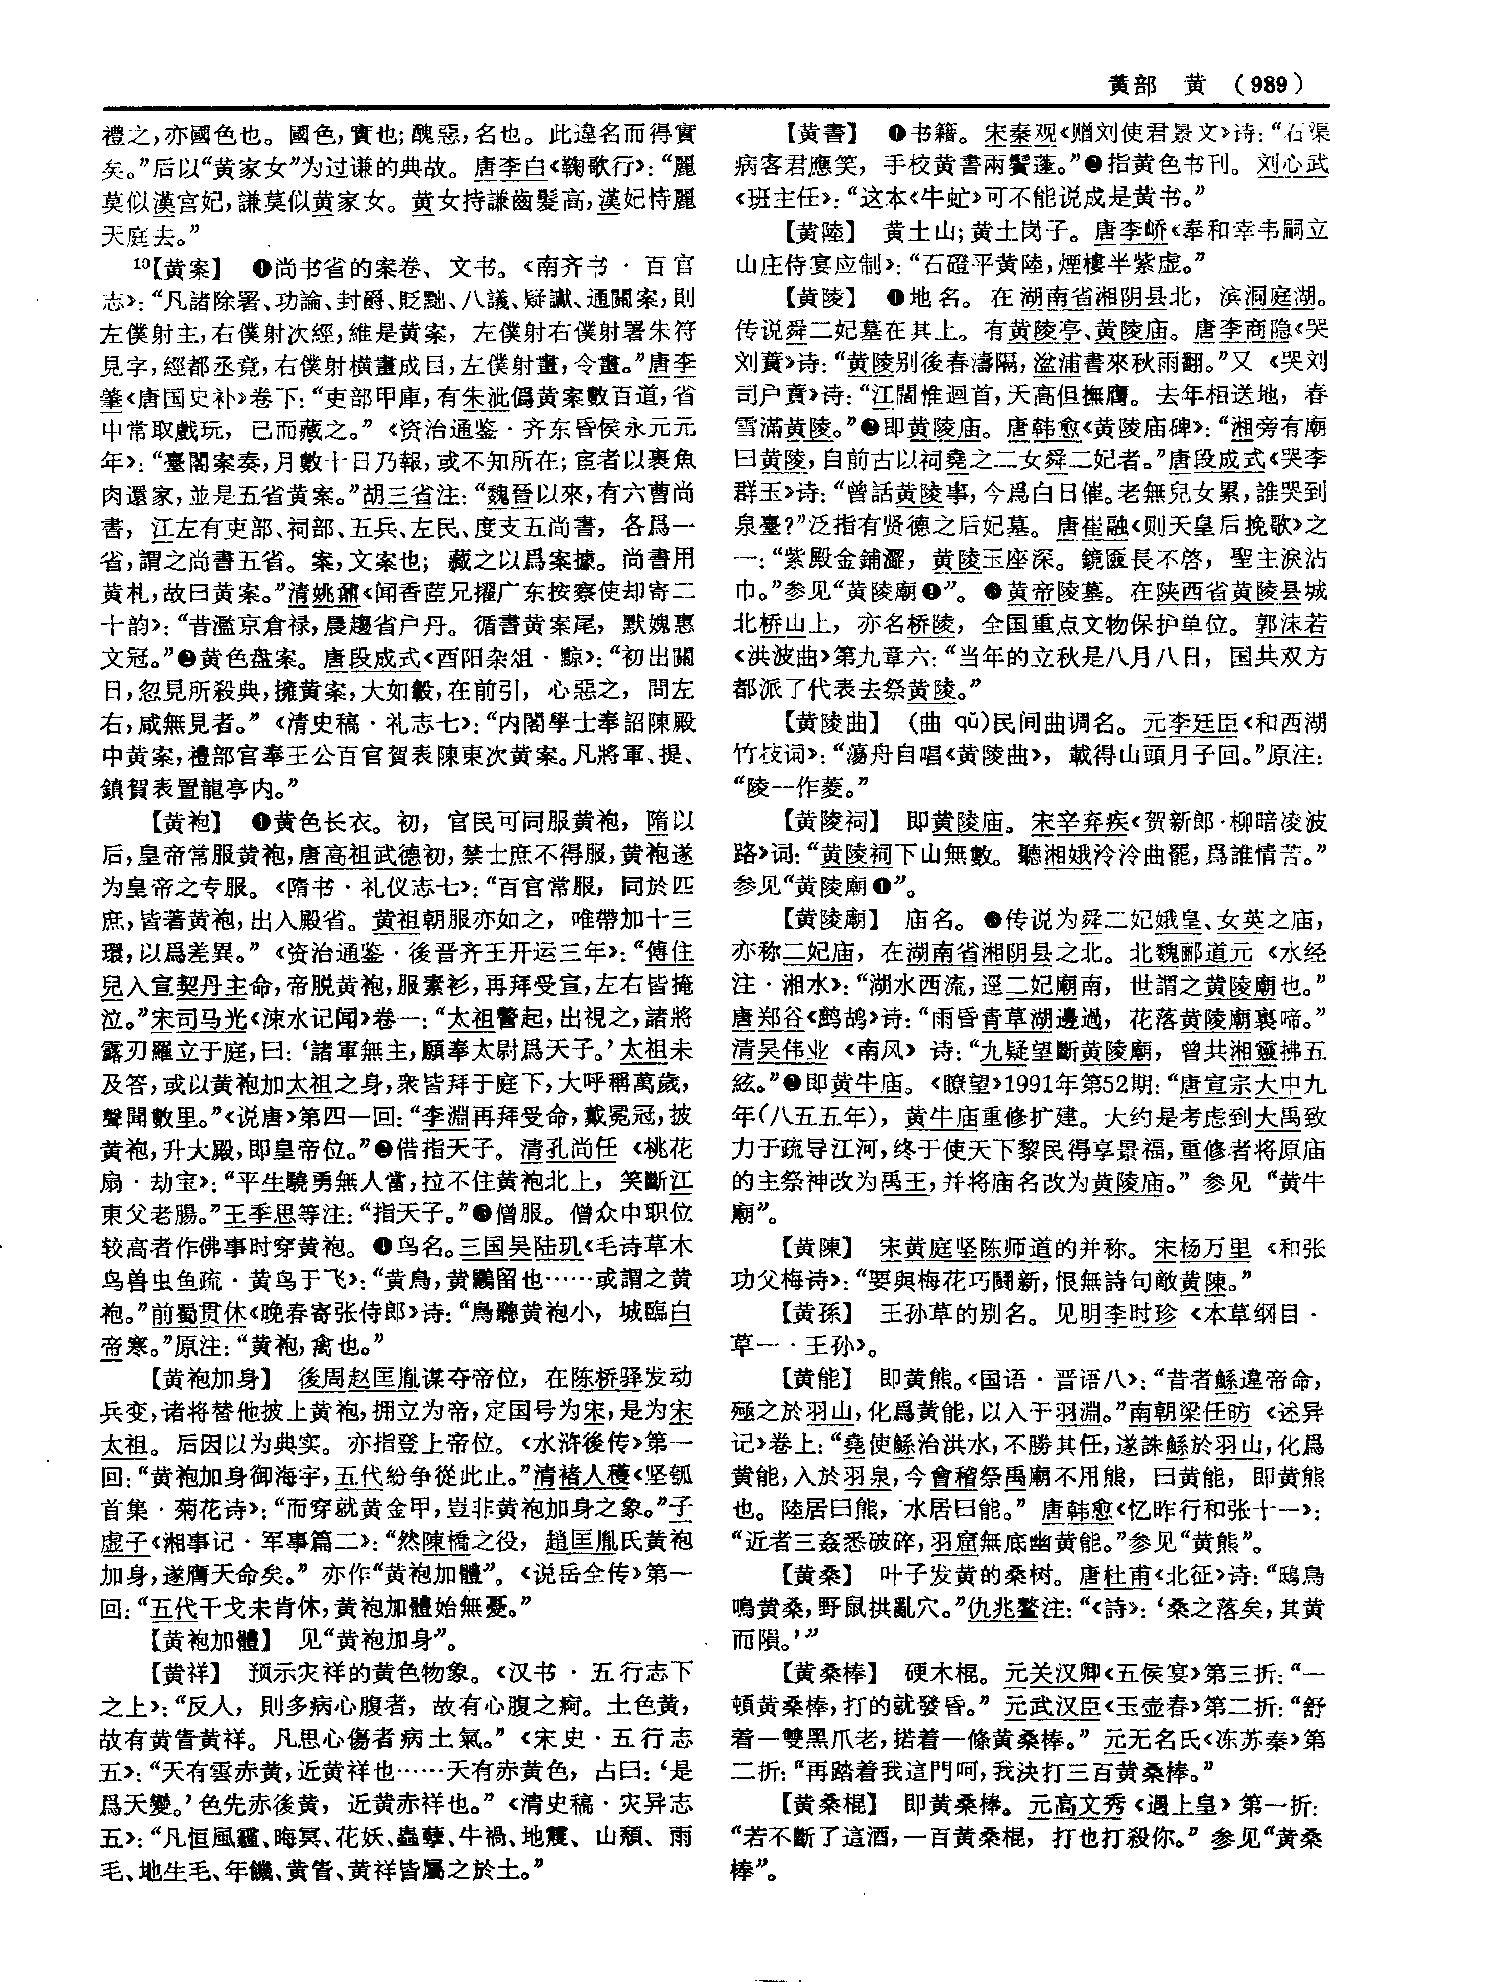 黄部 黄 (989)
禮之,亦國色也。國色,實也;醜惡,名也。此違名而得實
矣。”后以“黄家女”为过谦的典故。唐李白《鞠歌行》:“麗
莫似漢宫妃,謙莫似黄家女。黄女持謙齒髮高,漢妃恃麗
天庭去。”
10【黄案】 ❶尚书省的案卷、文书。《南齐书·百官
志》:“凡諸除署、功論、封爵、貶黜、八議、疑讞、通關案,則
左僕射主,右僕射次經,維是黄案,左僕射右僕射署朱符
見字,經都丞竟,右僕射横畫成目,左僕射畫,令畫。”唐李
肇《唐国史补》卷下:“吏部甲庫,有朱泚僞黄案數百道,省
中常取戲玩,已而藏之。”《资治通鉴·齐东昏侯永元元
年》:“臺閣案奏,月數十日乃報,或不知所在;宦者以裹魚
肉還家,並是五省黄案。”胡三省注:“魏晉以來,有六曹尚
書,江左有吏部、祠部、五兵、左民、度支五尚書,各爲一
省,謂之尚書五省。案,文案也;藏之以爲案據。尚書用
黄札,故曰黄案。”清姚鼐《闻香茝兄擢广东按察使却寄二
十韵》:“昔濫京倉禄,晨趨省户丹。循書黄案尾,默媿惠
文冠。”❷黄色盘案。唐段成式《酉阳杂俎·黥》:“初出關
日,忽見所殺典,擁黄案,大如轂,在前引,心惡之,問左
右,咸無見者。”《清史稿·礼志七》:“内閣學士奉詔陳殿
中黄案,禮部官奉王公百官賀表陳東次黄案。凡將軍、提、
鎮賀表置龍亭内。”
【黄袍】 ❶黄色长衣。初,官民可同服黄袍,隋以
后,皇帝常服黄袍,唐高祖武德初,禁士庶不得服,黄袍遂
为皇帝之专服。《隋书·礼仪志七》:“百官常服,同於匹
庶,皆著黄袍,出入殿省。黄祖朝服亦如之,唯帶加十三
環,以爲差異。”《资治通鉴·後晋齐王开运三年》:“傅住
兒入宣契丹主命,帝脱黄袍,服素衫,再拜受宣,左右皆掩
泣。”宋司马光《涑水记闻》卷一:“太祖警起,出視之,諸將
露刃羅立于庭,曰:‘諸軍無主,願奉太尉爲天子。’太祖未
及答,或以黄袍加太祖之身,衆皆拜于庭下,大呼稱萬歲,
聲聞數里。”《说唐》第四一回:“李淵再拜受命,戴冕冠,披
黄袍,升大殿,即皇帝位。”❷借指天子。清孔尚任《桃花
扇·劫宝》:“平生驍勇無人當,拉不住黄袍北上,笑斷江
東父老腸。”王季思等注:“指天子。”❸僧服。僧众中职位
较高者作佛事时穿黄袍。❹鸟名。三国吴陆玑《毛诗草木
鸟兽虫鱼疏·黄鸟于飞》:“黄鳥,黄鸝留也……或謂之黄
袍。”前蜀贯休《晚春寄张侍郎》诗:“鳥聽黄袍小,城臨白
帝寒。”原注:“黄袍,禽也。”
【黄袍加身】 後周赵匡胤谋夺帝位,在陈桥驿发动
兵变,诸将替他披上黄袍,拥立为帝,定国号为宋,是为宋
太祖。后因以为典实。亦指登上帝位。《水浒後传》第一
回:“黄袍加身御海宇,五代紛争從此止。”清褚人穫《坚瓠
首集·菊花诗》:“而穿就黄金甲,豈非黄袍加身之象。”子
虚子《湘事记·军事篇二》:“然陳橋之役,趙匡胤氏黄袍
加身,遂膺天命矣。”亦作“黄袍加體”。《说岳全传》第一
回:“五代干戈未肯休,黄袍加體始無憂。”
【黄袍加體】 见“黄袍加身”。
【黄祥】 预示灾祥的黄色物象。《汉书·五行志下
之上》:“反人,則多病心腹者,故有心腹之痾。土色黄,
故有黄眚黄祥。凡思心傷者病土氣。”《宋史·五行志
五》:“天有雲赤黄,近黄祥也……天有赤黄色,占曰:‘是
爲天變。’色先赤後黄,近黄赤祥也。”《清史稿·灾异志
五》:“凡恒風霾、晦冥、花妖、蟲孽、牛禍、地震、山頹、雨
毛、地生毛、年饑、黄眚、黄祥皆屬之於土。”
【黄書】 ❶书籍。宋秦观《赠刘使君景文》诗:“石渠
病客君應笑,手校黄書兩鬢蓬。”❷指黄色书刊。刘心武
《班主任》:“这本《牛虻》可不能说成是黄书。”
【黄陸】 黄土山;黄土岗子。唐李峤《奉和幸韦嗣立
山庄侍宴应制》:“石磴平黄陸,煙樓半紫虚。”
【黄陵】 ❶地名。在湖南省湘阴县北,滨洞庭湖。
传说舜二妃墓在其上。有黄陵亭、黄陵庙。唐李商隐《哭
刘蕡》诗:“黄陵别後春濤隔,湓浦書來秋雨翻。”又《哭刘
司户蕡》诗:“江闊惟迴首,天高但撫膺。去年相送地,春
雪滿黄陵。”❷即黄陵庙。唐韩愈《黄陵庙碑》:“湘旁有廟
曰黄陵,自前古以祠堯之二女舜二妃者。”唐段成式《哭李
群玉》诗:“曾話黄陵事,今爲白日催。老無兒女累,誰哭到
泉臺?”泛指有贤德之后妃墓。唐崔融《则天皇后挽歌》之
一:“紫殿金鋪澀,黄陵玉座深。鏡匳長不啓,聖主淚沾
巾。”参见“黄陵廟❶”。❸黄帝陵墓。在陕西省黄陵县城
北桥山上,亦名桥陵,全国重点文物保护单位。郭沫若
《洪波曲》第九章六:“当年的立秋是八月八日,国共双方
都派了代表去祭黄陵。”
【黄陵曲】 (曲 qǔ)民间曲调名。元李廷臣《和西湖
竹枝词》:“蕩舟自唱《黄陵曲》,載得山頭月子回。”原注:
“陵一作菱。”
【黄陵祠】 即黄陵庙。宋辛弃疾《贺新郎·柳暗凌波
路》词:“黄陵祠下山無數。聽湘娥泠泠曲罷,爲誰情苦。”
参见“黄陵廟❶”。
【黄陵廟】 庙名。❶传说为舜二妃娥皇、女英之庙,
亦称二妃庙,在湖南省湘阴县之北。北魏郦道元《水经
注·湘水》:“湖水西流,逕二妃廟南,世謂之黄陵廟也。”
唐郑谷《鹧鸪》诗:“雨昏青草湖邊過,花落黄陵廟裏啼。”
清吴伟业《南风》诗:“九疑望斷黄陵廟,曾共湘靈拂五
絃。”❷即黄牛庙。《瞭望》1991年第52期:“唐宣宗大中九
年(八五五年),黄牛庙重修扩建。大约是考虑到大禹致
力于疏导江河,终于使天下黎民得享景福,重修者将原庙
的主祭神改为禹王,并将庙名改为黄陵庙。”参见“黄牛
廟”。
【黄陳】 宋黄庭坚陈师道的并称。宋杨万里《和张
功父梅诗》:“要與梅花巧鬪新,恨無詩句敵黄陳。”
【黄孫】 王孙草的别名。见明李时珍《本草纲目·
草一·王孙》。
【黄能】 即黄熊。《国语·晋语八》:“昔者鯀違帝命,
殛之於羽山,化爲黄能,以入于羽淵。”南朝梁任昉《述异
记》卷上:“堯使鯀治洪水,不勝其任,遂誅鯀於羽山,化爲
黄能,入於羽泉,今會稽祭禹廟不用熊,曰黄能,即黄熊
也。陸居曰熊,水居曰能。”唐韩愈《忆昨行和张十一》:
“近者三姦悉破碎,羽窟無底幽黄能。”参见“黄熊”。
【黄桑】 叶子发黄的桑树。唐杜甫《北征》诗:“鴟鳥
鳴黄桑,野鼠拱亂穴。”仇兆鳌注:“《詩》:‘桑之落矣,其黄
而隕。’”
【黄桑棒】 硬木棍。元关汉卿《五侯宴》第三折:“一
頓黄桑棒,打的就發昏。”元武汉臣《玉壶春》第二折:“舒
着一雙黑爪老,掿着一條黄桑棒。”元无名氏《冻苏秦》第
二折:“再踏着我這門呵,我決打三百黄桑棒。”
【黄桑棍】 即黄桑棒。元高文秀《遇上皇》第一折:
“若不斷了這酒,一百黄桑棍,打也打殺你。”参见“黄桑
棒”。